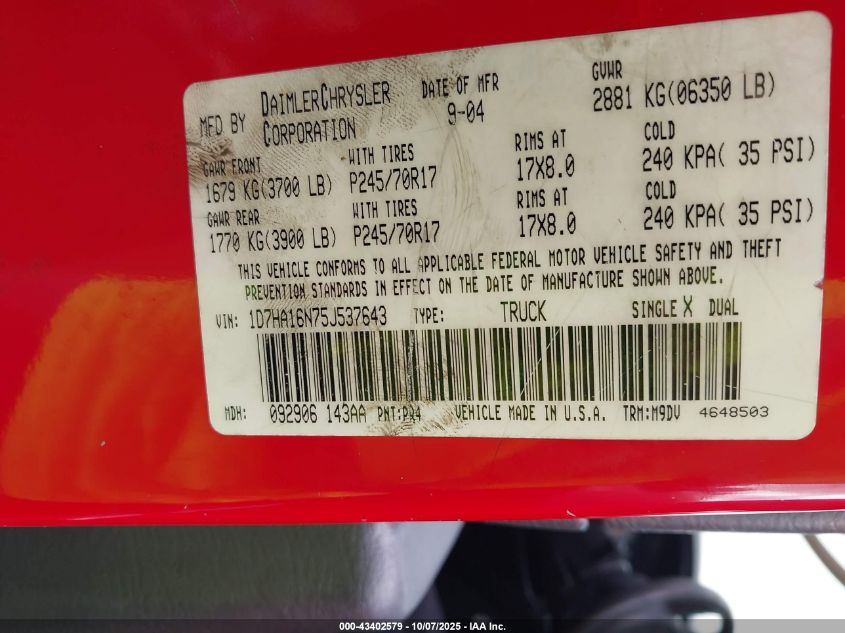 MFD BY DAIMLERCHRYSLER CORPORATION DATE OF MFR 9-04 GVWR 2881 KG(06350 LB)
GAWR FRONT WITH TIRES RIMS AT COLD
1679 KG(3700 LB) P245/70R17 17X8.0 240 KPA( 35 PSI)
GAWR REAR WITH TIRES RIMS AT COLD
1770 KG(3900 LB) P245/70R17 17X8.0 240 KPA( 35 PSI)
THIS VEHICLE CONFORMS TO ALL APPLICABLE FEDERAL MOTOR VEHICLE SAFETY AND THEFT
PREVENTION STANDARDS IN EFFECT ON THE DATE OF MANUFACTURE SHOWN ABOVE.
VIN: 1D7HA16N75J537643 TYPE: TRUCK SINGLE X DUAL
MDH: 092906 143AA PNT:PR4 VEHICLE MADE IN U.S.A. TRM:M9DV 4648503
000-43402579 - 10/07/2025 - IAA Inc.